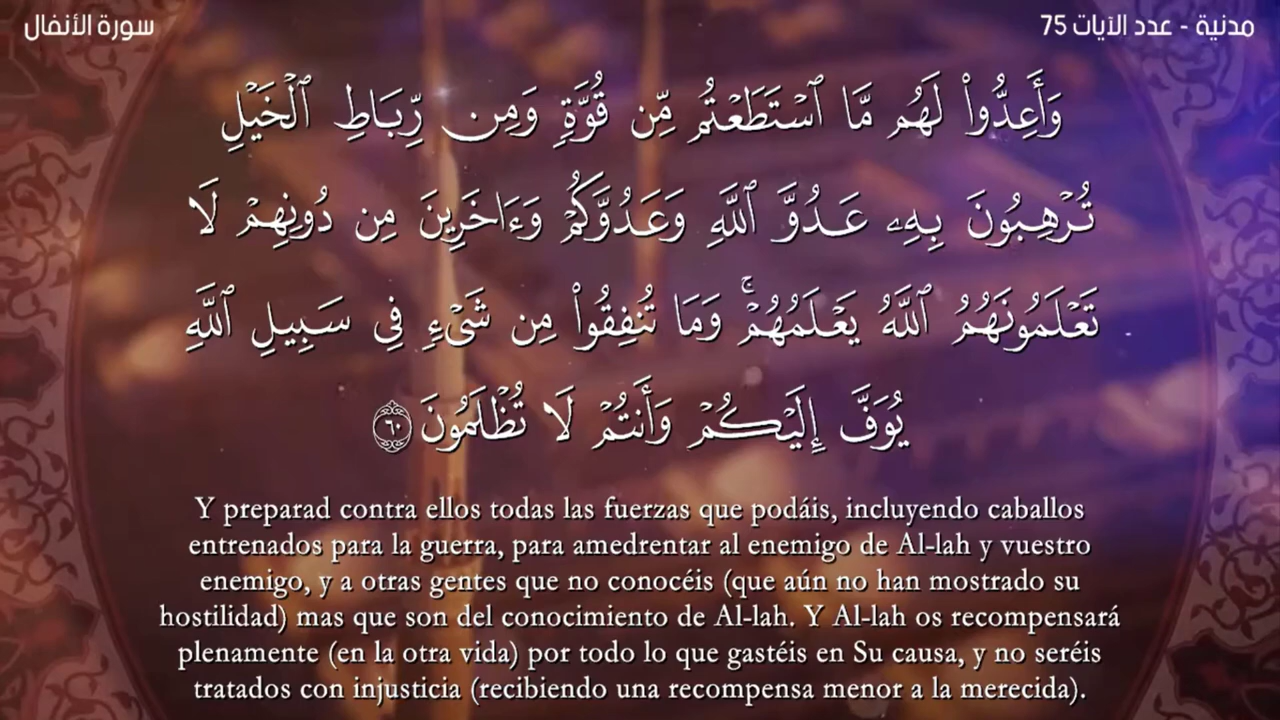 مدنية - عدد الآيات 75
سورة الأنفال
وَأَعِدُّوا۟ لَهُم مَّا ٱسْتَطَعْتُم مِّن قُوَّةٍ وَمِن رِّبَاطِ ٱلْخَيْلِ
تُرْهِبُونَ بِهِۦ عَدُوَّ ٱللَّهِ وَعَدُوَّكُمْ وَءَاخَرِينَ مِن دُونِهِمْ لَا
تَعْلَمُونَهُمُ ٱللَّهُ يَعْلَمُهُمْ ۚ وَمَا تُنفِقُوا۟ مِن شَىْءٍ فِى سَبِيلِ ٱللَّهِ
يُوَفَّ إِلَيْكُمْ وَأَنتُمْ لَا تُظْلَمُونَ ٦٠
Y preparad contra ellos todas las fuerzas que podáis, incluyendo caballos
entrenados para la guerra, para amedrentar al enemigo de Al-lah y vuestro
enemigo, y a otras gentes que no conocéis (que aún no han mostrado su
hostilidad) mas que son del conocimiento de Al-lah. Y Al-lah os recompensará
plenamente (en la otra vida) por todo lo que gastéis en Su causa, y no seréis
tratados con injusticia (recibiendo una recompensa menor a la merecida).